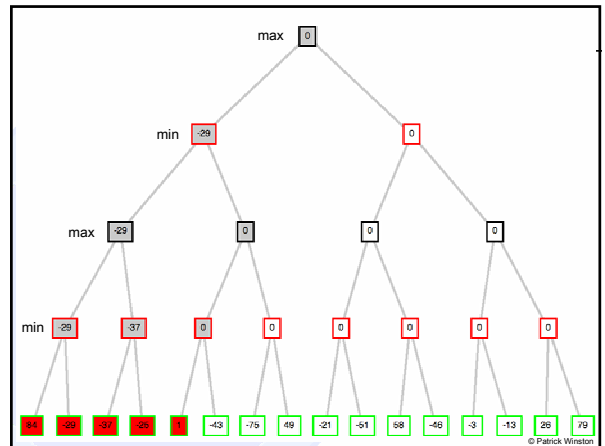 max 0
min -29 0
max -29 0 0 0
min -29 -37 0 0 0 0 0 0
84 -29 -37 -25 1 -43 -75 49 -21 -51 58 -46 -3 -13 26 79
© Patrick Winston